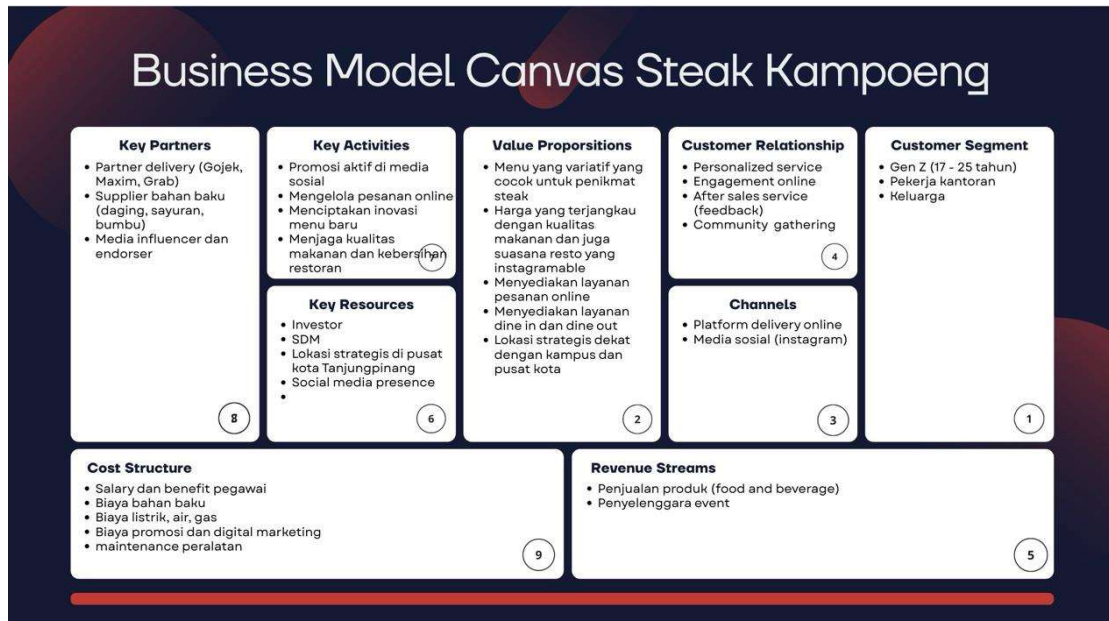 Business Model Canvas Steak Kampoeng
Key Partners
• Partner delivery (Gojek,
Maxim, Grab)
• Supplier bahan baku
(daging, sayuran,
bumbu)
• Media influencer dan
endorser
8
Key Activities
• Promosi aktif di media
sosial
• Mengelola pesanan online
• Menciptakan inovasi
menu baru
• Menjaga kualitas
makanan dan kebersihan
restoran
7
Key Resources
• Investor
• SDM
• Lokasi strategis di pusat
kota Tanjungpinang
• Social media presence
•
6
Value Proporsitions
• Menu yang variatif yang
cocok untuk penikmat
steak
• Harga yang terjangkau
dengan kualitas
makanan dan juga
suasana resto yang
instagramable
• Menyediakan layanan
pesanan online
• Menyediakan layanan
dine in dan dine out
• Lokasi strategis dekat
dengan kampus dan
pusat kota
2
Customer Relationship
• Personalized service
• Engagement online
• After sales service
(feedback)
• Community gathering
4
Channels
• Platform delivery online
• Media sosial (instagram)
3
Customer Segment
• Gen Z (17 - 25 tahun)
• Pekerja kantoran
• Keluarga
1
Cost Structure
• Salary dan benefit pegawai
• Biaya bahan baku
• Biaya listrik, air, gas
• Biaya promosi dan digital marketing
• maintenance peralatan
9
Revenue Streams
• Penjualan produk (food and beverage)
• Penyelenggara event
5